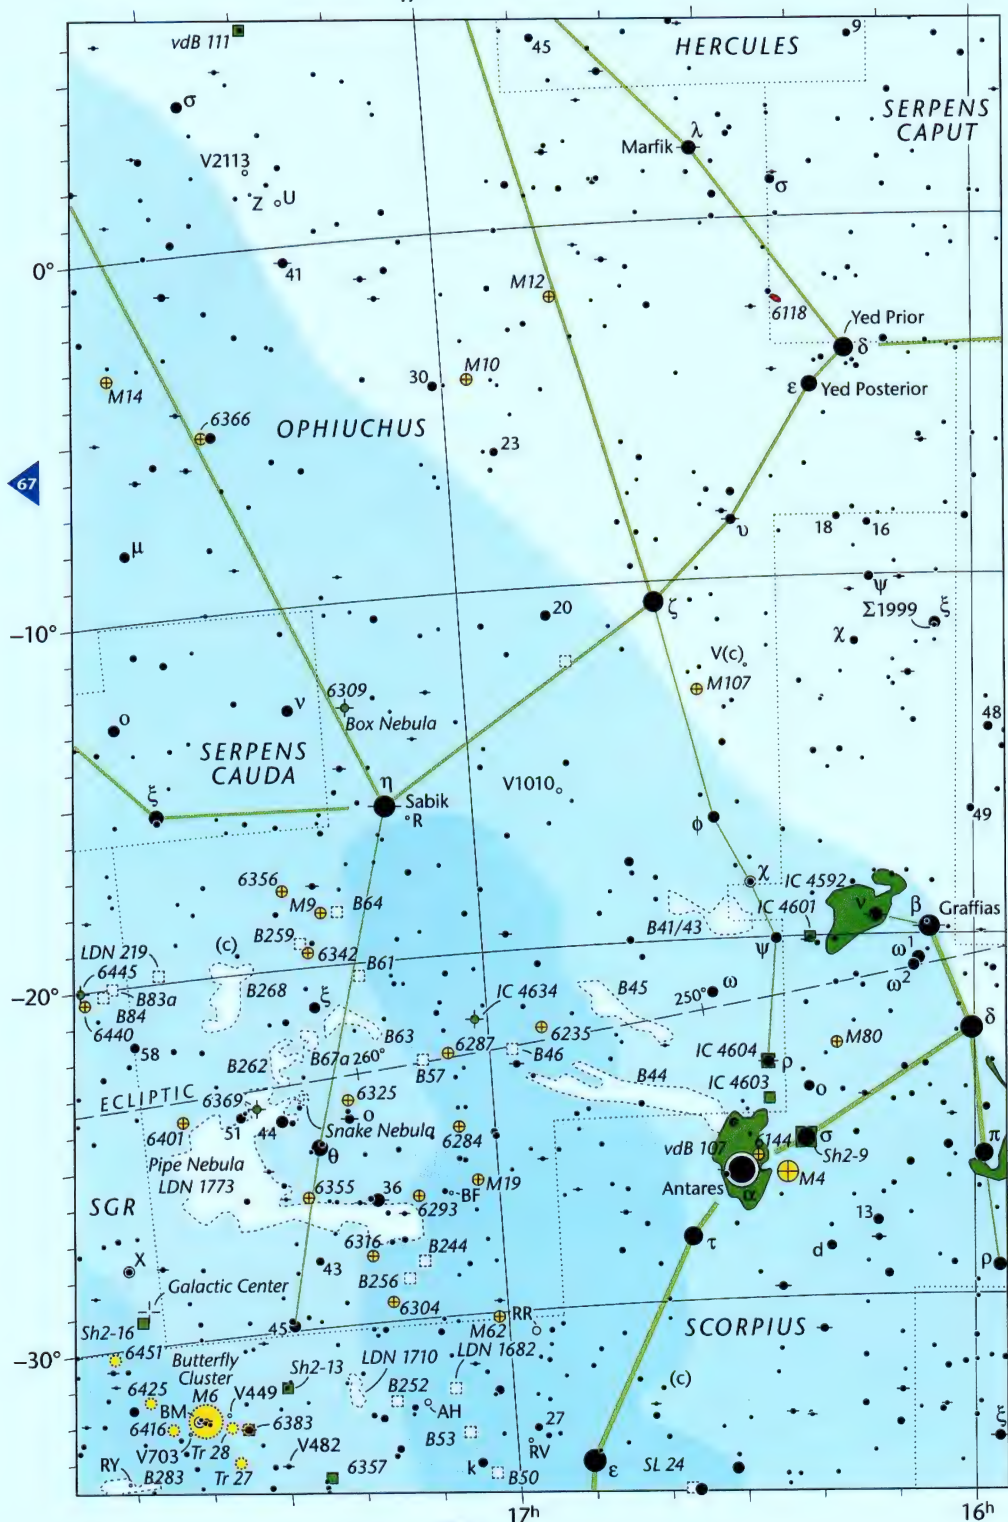 vdB 111
45
HERCULES
9
σ
SERPENS
CAPUT
λ
Marfik
V2113
Z
U
σ
41
0°
M12
6118
Yed Prior
δ
M14
30
M10
ε
Yed Posterior
6366
OPHIUCHUS
23
67
υ
18
16
μ
ψ
20
ζ
Σ1999
ξ
-10°
χ
V(c)
M107
6309
ν
Box Nebula
ο
48
SERPENS
CAUDA
η
Sabik
V1010
ξ
R
φ
49
6356
χ
IC 4592
M9
B64
IC 4601
ν
β
Graffias
B259
B41/43
(c)
6342
ψ
ω¹
LDN 219
B61
6445
ω²
-20°
B83a
B268
ξ
IC 4634
B45
250°
ω
B84
6440
B63
6235
δ
58
B67a
6287
M80
B262
260°
B57
B46
IC 4604
ρ
ECLIPTIC
6325
B44
IC 4603
ο
6369
ο
51
44
Snake Nebula
6401
6284
π
θ
vdB 107
6144
σ
Pipe Nebula
Sh2-9
LDN 1773
M19
M4
6355
36
BF
Antares
α
SGR
6293
13
6316
τ
d
X
B244
43
ρ
Galactic Center
B256
6304
RR
45
M62
SCORPIUS
Sh2-16
-30°
6451
Butterfly
Cluster
LDN 1710
LDN 1682
Sh2-13
(c)
6425
M6
V449
B252
BM
AH
ξ
6416
6383
27
V703
Tr 28
B53
RV
V482
RY
Tr 27
k
ε
SL 24
B283
6357
B50
17h
16h